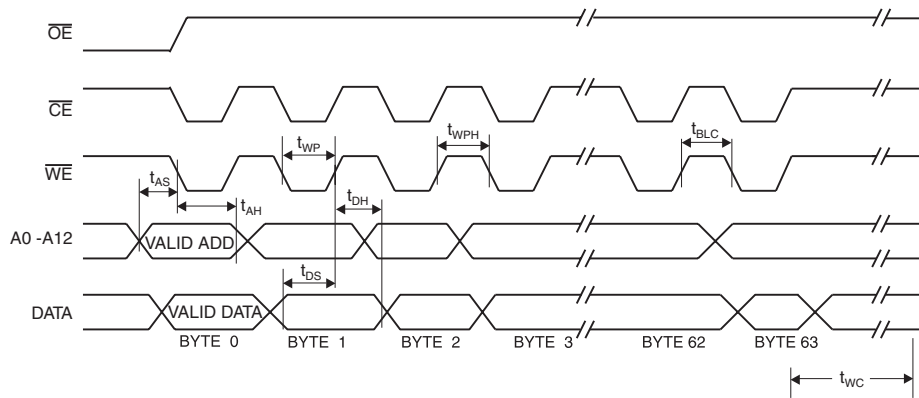 OE
CE
tWP
tWPH
tBLC
WE
tAS
tAH
tDH
A0 -A12
VALID ADD
tDS
DATA
VALID DATA
BYTE 0
BYTE 1
BYTE 2
BYTE 3
BYTE 62
BYTE 63
tWC